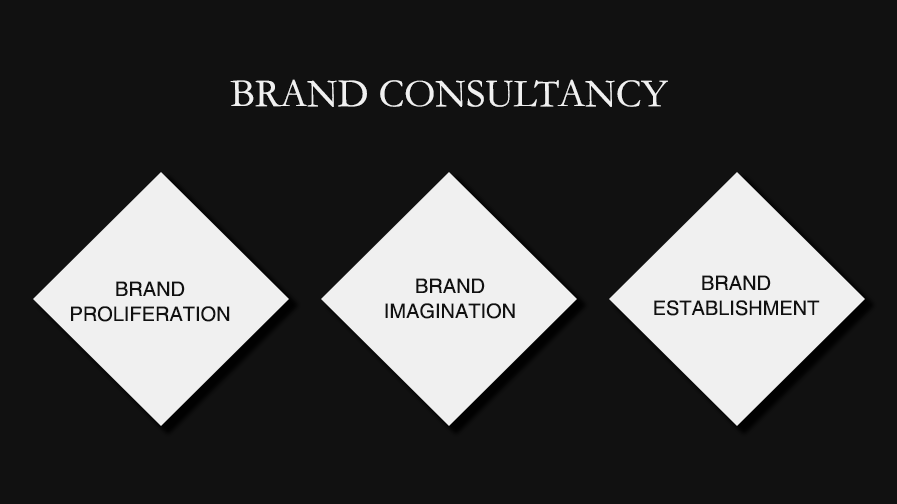 BRAND CONSULTANCY
BRAND
PROLIFERATION
BRAND
IMAGINATION
BRAND
ESTABLISHMENT